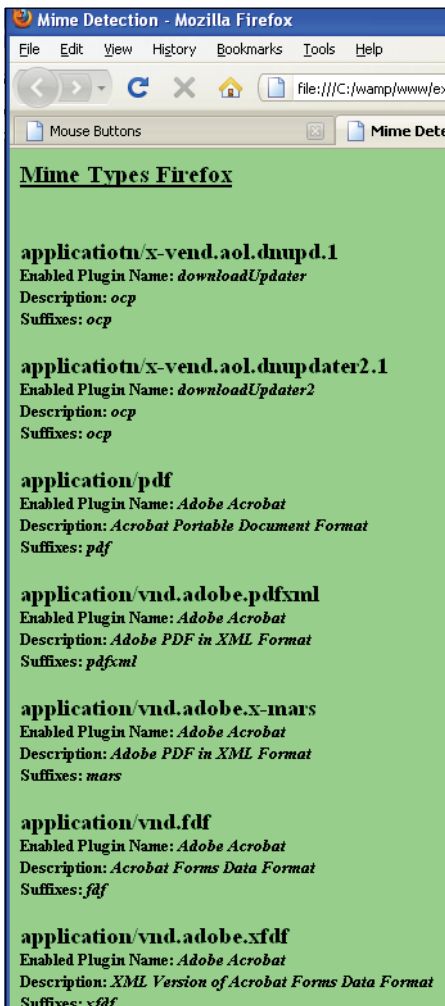 Mime Detection - Mozilla Firefox
File Edit View History Bookmarks Tools Help
file:///C:/wamp/www/ex
Mouse Buttons Mime Dete
Mime Types Firefox
applicatiotn/x-vend.aol.dnupd.1
Enabled Plugin Name: downloadUpdater
Description: ocp
Suffixes: ocp
applicatiotn/x-vend.aol.dnupdater2.1
Enabled Plugin Name: downloadUpdater2
Description: ocp
Suffixes: ocp
application/pdf
Enabled Plugin Name: Adobe Acrobat
Description: Acrobat Portable Document Format
Suffixes: pdf
application/vnd.adobe.pdfxml
Enabled Plugin Name: Adobe Acrobat
Description: Adobe PDF in XML Format
Suffixes: pdfxml
application/vnd.adobe.x-mars
Enabled Plugin Name: Adobe Acrobat
Description: Adobe PDF in XML Format
Suffixes: mars
application/vnd.fdf
Enabled Plugin Name: Adobe Acrobat
Description: Acrobat Forms Data Format
Suffixes: fdf
application/vnd.adobe.xfdf
Enabled Plugin Name: Adobe Acrobat
Description: XML Version of Acrobat Forms Data Format
Suffixes: xfdf